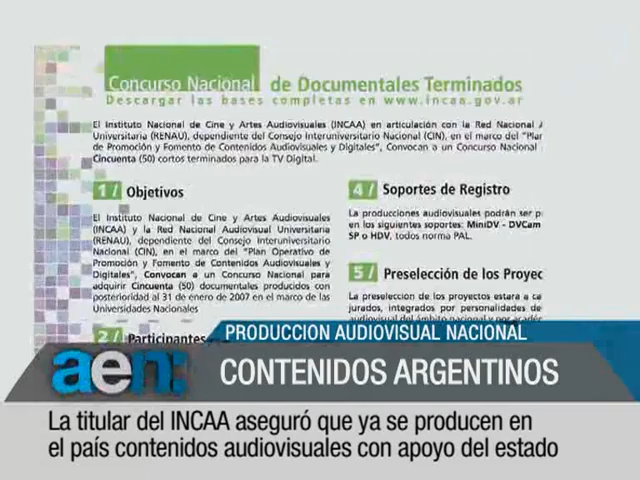 Concurso Nacional de Documentales Terminados
Descargar las bases completas en www.incaa.gov.ar
El Instituto Nacional de Cine y Artes Audiovisuales (INCAA) en articulación con la Red Nacional
Universitaria (RENAU), dependiente del Consejo Interuniversitario Nacional (CIN), en el marco del "Plan
de Promoción y Fomento de Contenidos Audiovisuales y Digitales", Convocan a un Concurso Nacional
Cincuenta (50) cortos terminados para la TV Digital.
1/ Objetivos
El Instituto Nacional de Cine y Artes Audiovisuales
(INCAA) y la Red Nacional Audiovisual Universitaria
(RENAU), dependiente del Consejo Interuniversitario
Nacional (CIN), en el marco del "Plan Operativo de
Promoción y Fomento de Contenidos Audiovisuales y
Digitales", Convocan a un Concurso Nacional para
adquirir Cincuenta (50) documentales producidos con
posterioridad al 31 de enero de 2007 en el marco de las
Universidades Nacionales
2/ Participantes
4/ Soportes de Registro
La producciones audiovisuales podrán ser
en los siguientes soportes: MiniDV - DVCam
SP o HDV, todos norma PAL.
5/ Preselección de los Proyec
La preselección de los proyectos estara a
jurados, integrados por personalidades
audiovisual del ámbito nacional y por
PRODUCCION AUDIOVISUAL NACIONAL
aen: CONTENIDOS ARGENTINOS
La titular del INCAA aseguró que ya se producen en
el país contenidos audiovisuales con apoyo del estado